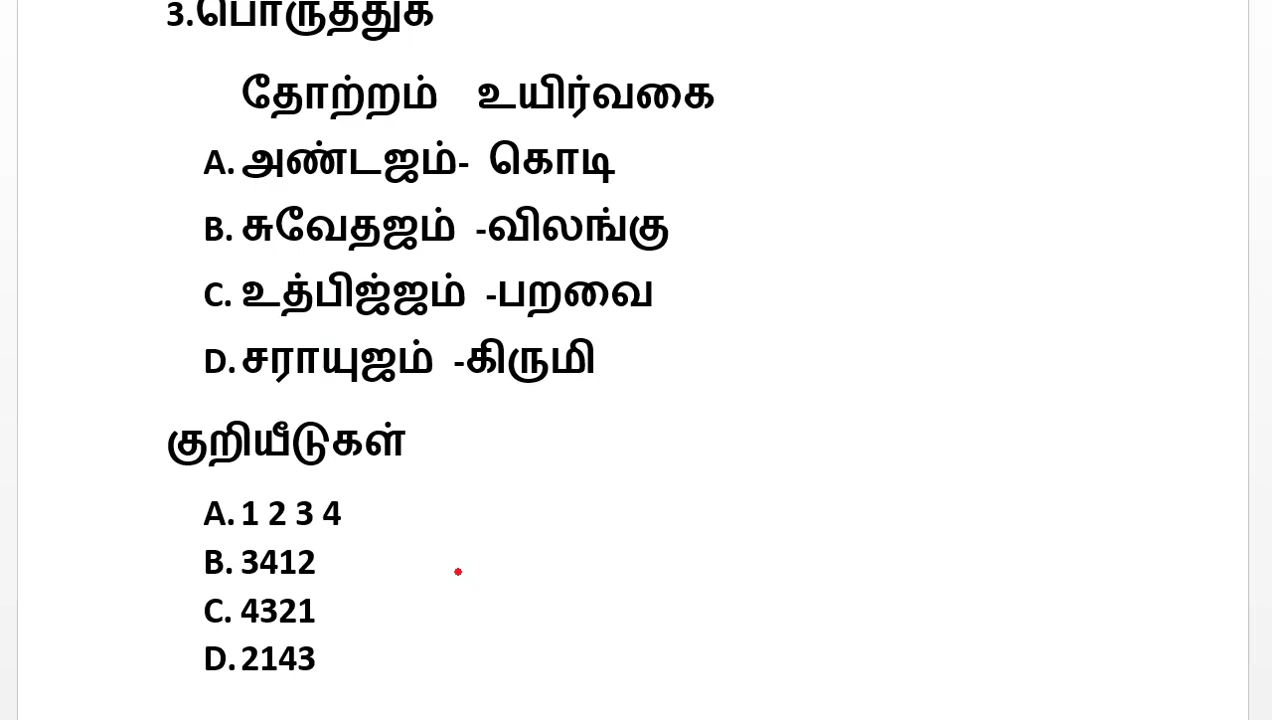 3.பொருத்துக
தோற்றம் உயிர்வகை
A. அண்டஜம்- கொடி
B. சுவேதஜம் -விலங்கு
C. உத்பிஜ்ஜம் -பறவை
D. சராயுஜம் -கிருமி
குறியீடுகள்
A. 1 2 3 4
B. 3412
C. 4321
D. 2143